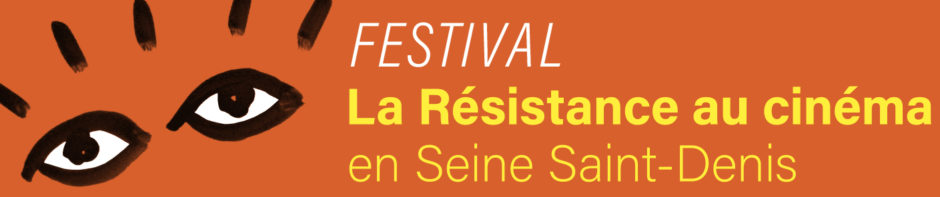 FESTIVAL
La Résistance au cinéma
en Seine Saint-Denis